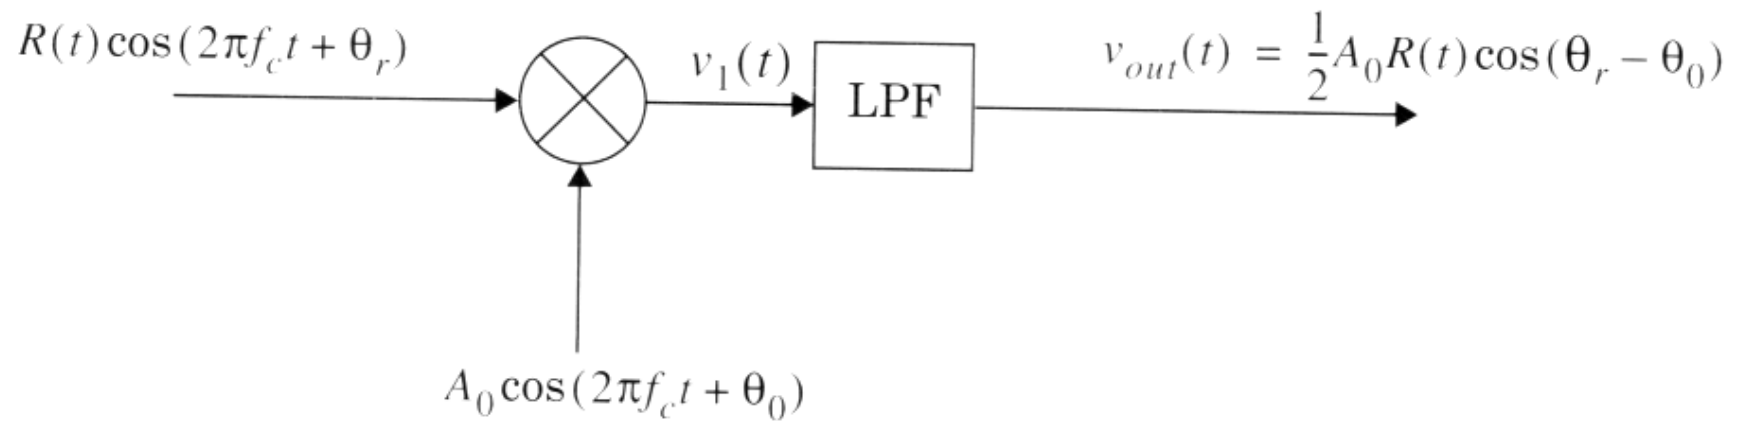 R(t)cos(2πf_c t + θ_r)
v_1(t)
LPF
v_out(t) = 1/2 A_0 R(t)cos(θ_r − θ_0)
A_0 cos(2πf_c t + θ_0)